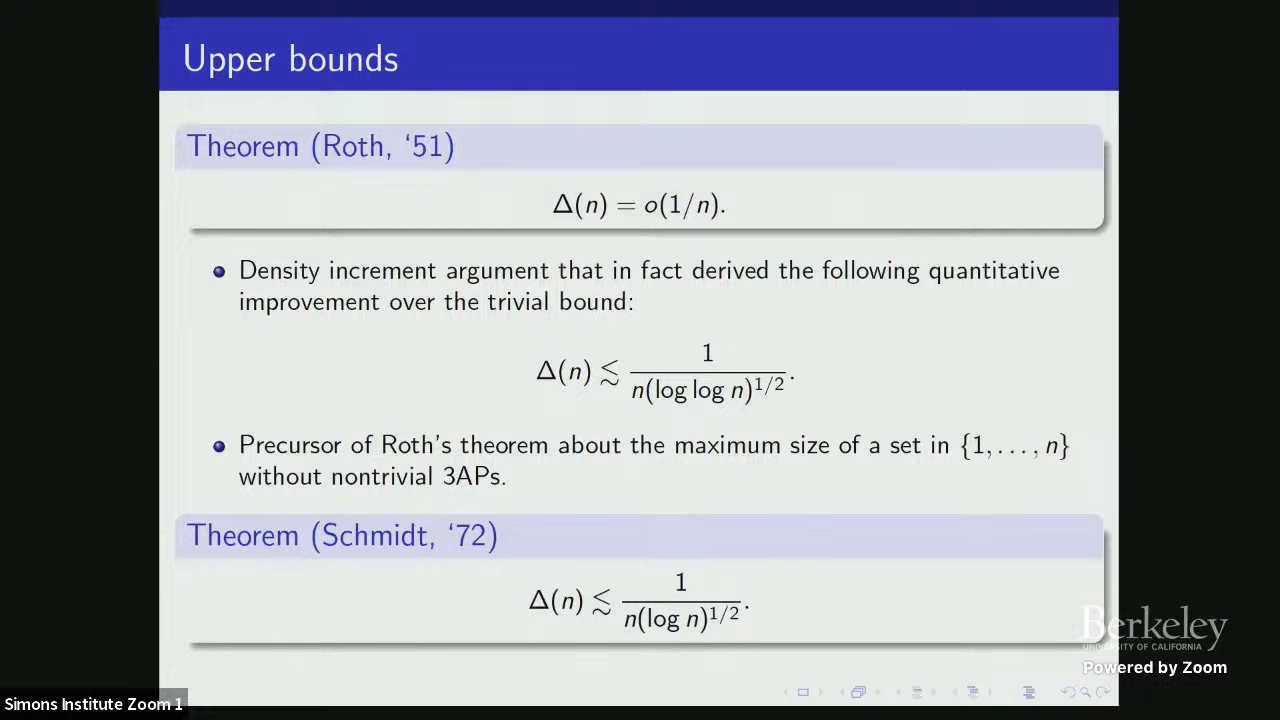 Upper bounds
Theorem (Roth, ‘51)
Δ(n) = o(1/n).
Density increment argument that in fact derived the following quantitative
improvement over the trivial bound:
Δ(n) ≲ 1 / n(log log n)^{1/2}.
Precursor of Roth’s theorem about the maximum size of a set in {1, . . . , n}
without nontrivial 3APs.
Theorem (Schmidt, ‘72)
Δ(n) ≲ 1 / n(log n)^{1/2}.
Berkeley
UNIVERSITY OF CALIFORNIA
Powered by Zoom
Simons Institute Zoom 1